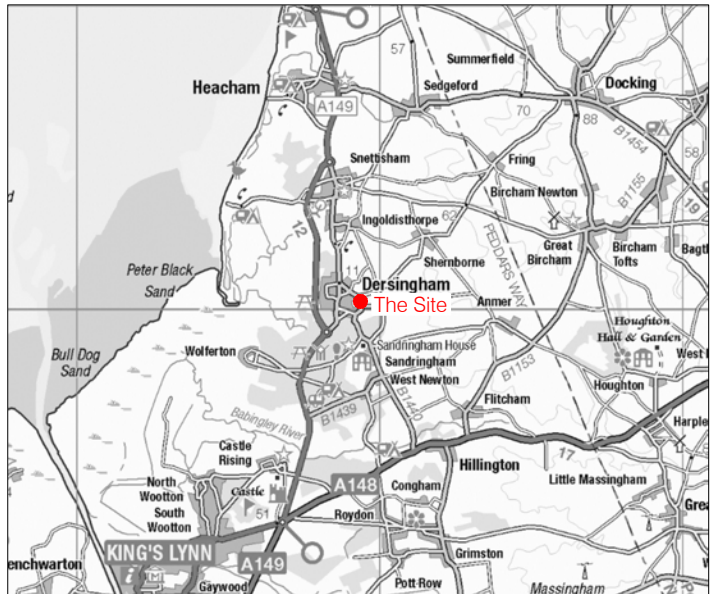 57
Summerfield
Heacham
Docking
A149
Sedgeford
70
88
B1454
58
Snettisham
Fring
Bircham Newton
B1155
19
12
Ingoldisthorpe
62
PEDDARS WAY
Great
Bircham
Bircham
Tofts
Shernborne
11
Peter Black
Sand
Dersingham
The Site
Anmer
Houghton
Hall & Garden
Bull Dog
Sand
Wolferton
Sandringham House
Sandringham
West Newton
B1153
Houghton
B1439
B1440
Flitcham
Babingley River
Castle
Rising
17
Hillington
Little Massingham
North
Wootton
Castle
A148
Congham
South
Wootton
51
Roydon
KING'S LYNN
A149
Grimston
Gaywood
Pott Row
Massingham